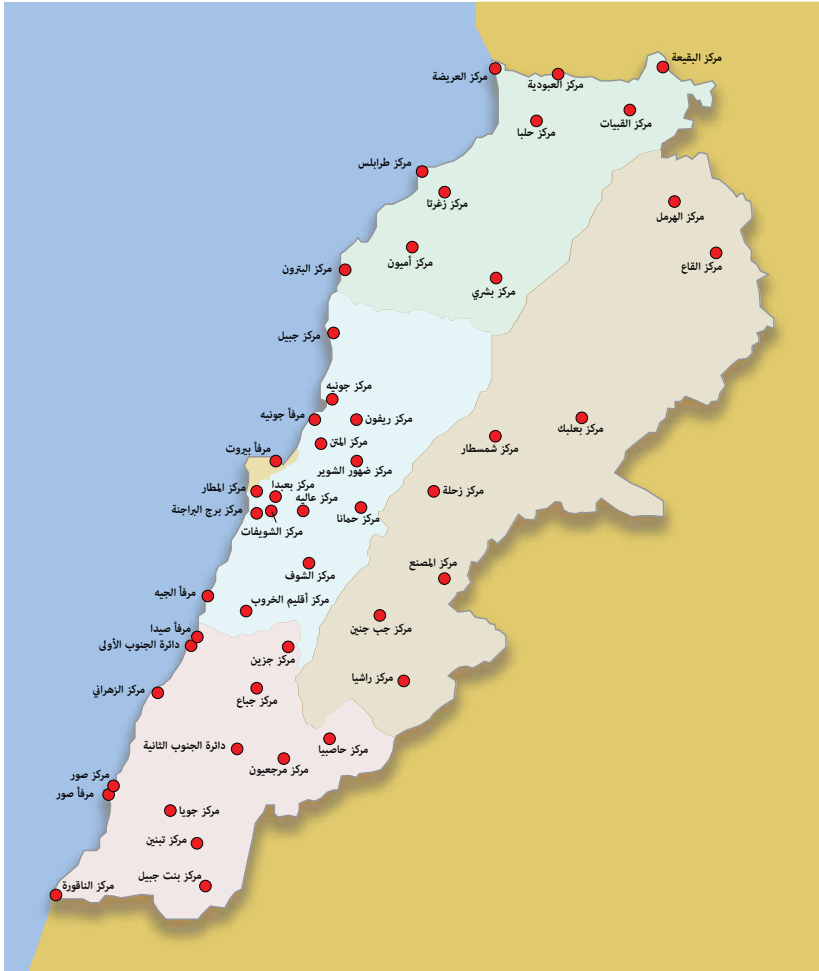 مركز البقيعة
مركز العريضة
مركز العبودية
مركز القبيات
مركز حلبا
مركز طرابلس
مركز زغرتا
مركز الهرمل
مركز أميون
مركز القاع
مركز البترون
مركز بشري
مركز جبيل
مركز جونيه
مرفأ جونيه
مركز ريفون
مركز بعلبك
مركز المتن
مركز شمسطار
مرفأ بيروت
مركز ضهور الشوير
مركز بعبدا
مركز المطار
مركز زحلة
مركز عاليه
مركز برج البراجنة
مركز حمانا
مركز الشويفات
مركز المصنع
مركز الشوف
مرفأ الجيه
مركز أقليم الخروب
مركز جب جنين
مرفأ صيدا
دائرة الجنوب الأولى
مركز جزين
مركز راشيا
مركز الزهراني
مركز جباع
دائرة الجنوب الثانية
مركز حاصبيا
مركز مرجعيون
مركز صور
مرفأ صور
مركز جويا
مركز تبنين
مركز بنت جبيل
مركز الناقورة